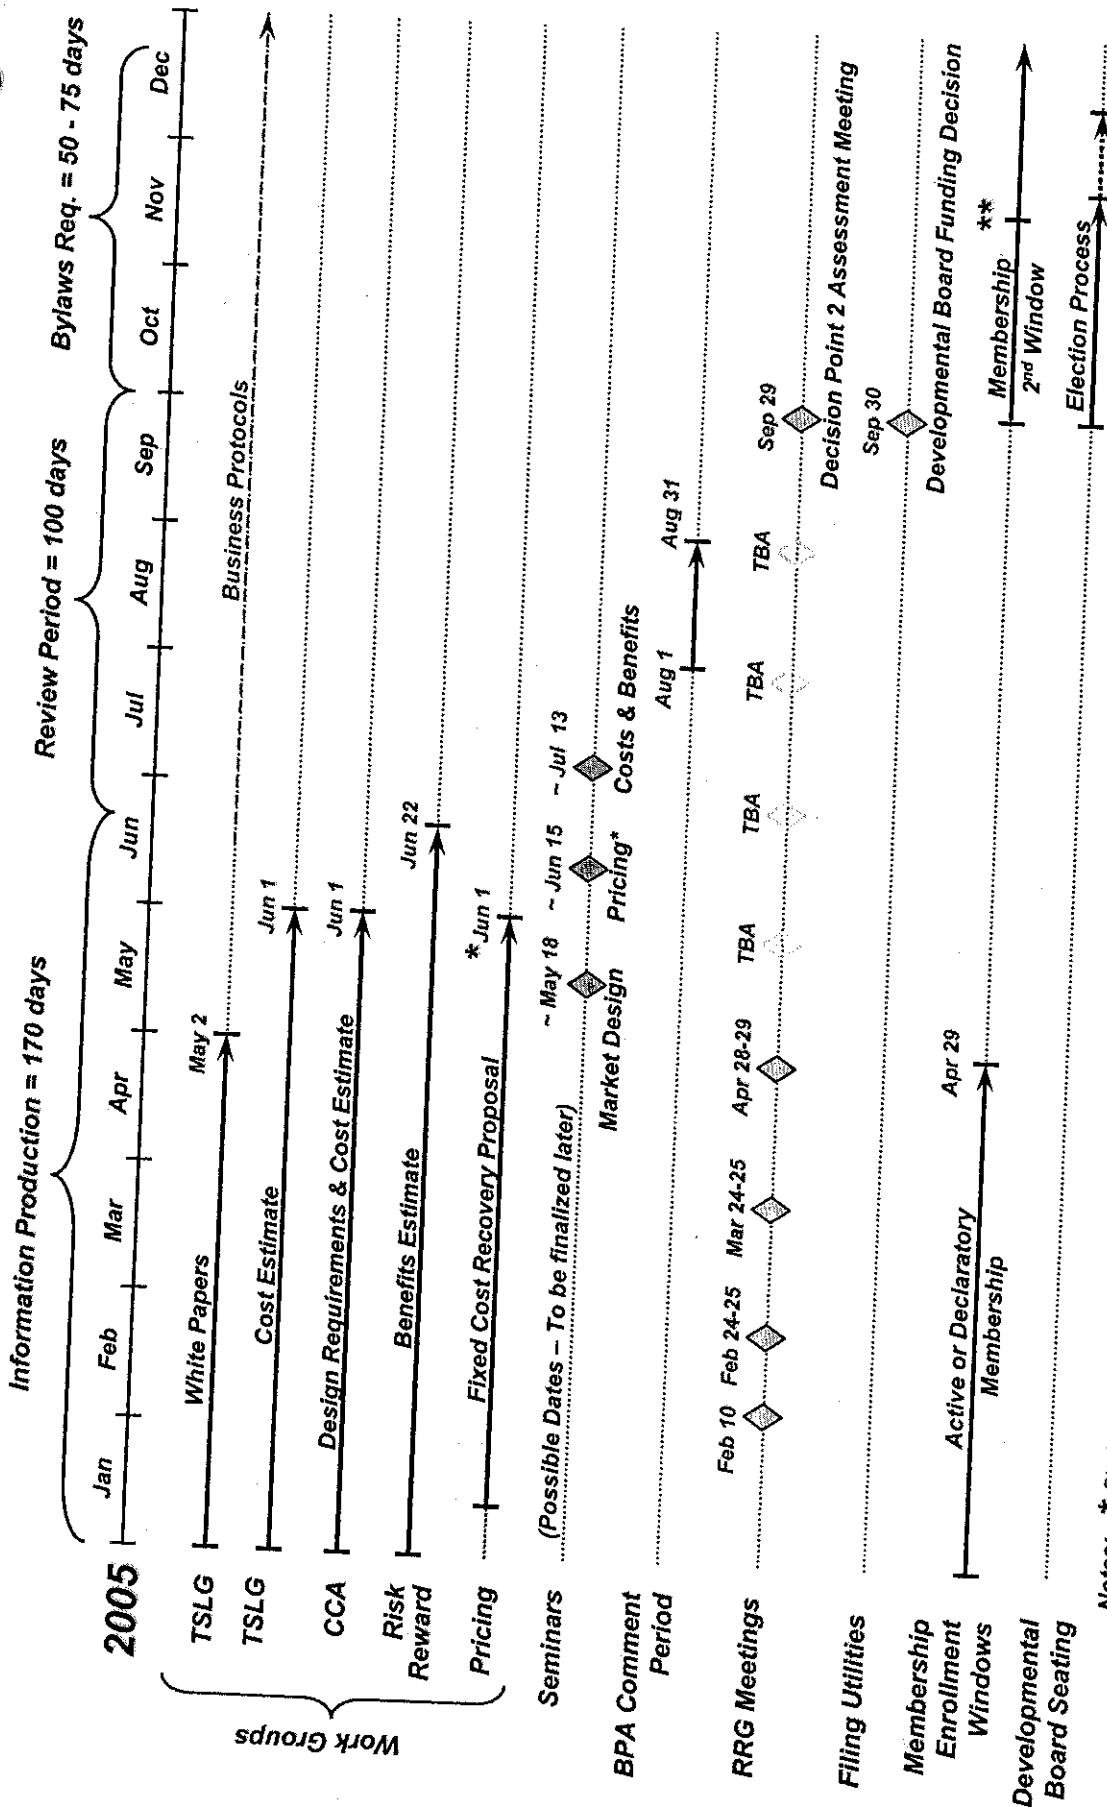 Information Production = 170 days
Review Period = 100 days
Bylaws Req. = 50 - 75 days
2005
Jan Feb Mar Apr May Jun Jul Aug Sep Oct Nov Dec
Work Groups
TSLG
White Papers
May 2
Business Protocols
TSLG
Cost Estimate
Jun 1
CCA
Design Requirements & Cost Estimate
Jun 1
Risk
Reward
Benefits Estimate
Jun 22
Pricing
Fixed Cost Recovery Proposal
* Jun 1
Seminars
(Possible Dates – To be finalized later)
~ May 18
~ Jun 15
~ Jul 13
Market Design
Pricing*
Costs & Benefits
BPA Comment
Period
Aug 1
Aug 31
RRG Meetings
Feb 10
Feb 24-25
Mar 24-25
Apr 28-29
TBA
TBA
TBA
TBA
Sep 29
Decision Point 2 Assessment Meeting
Filing Utilities
Sep 30
Developmental Board Funding Decision
Membership
Enrollment
Windows
Active or Declaratory
Membership
Apr 29
Membership
2nd Window
**
Developmental
Board Seating
Election Process